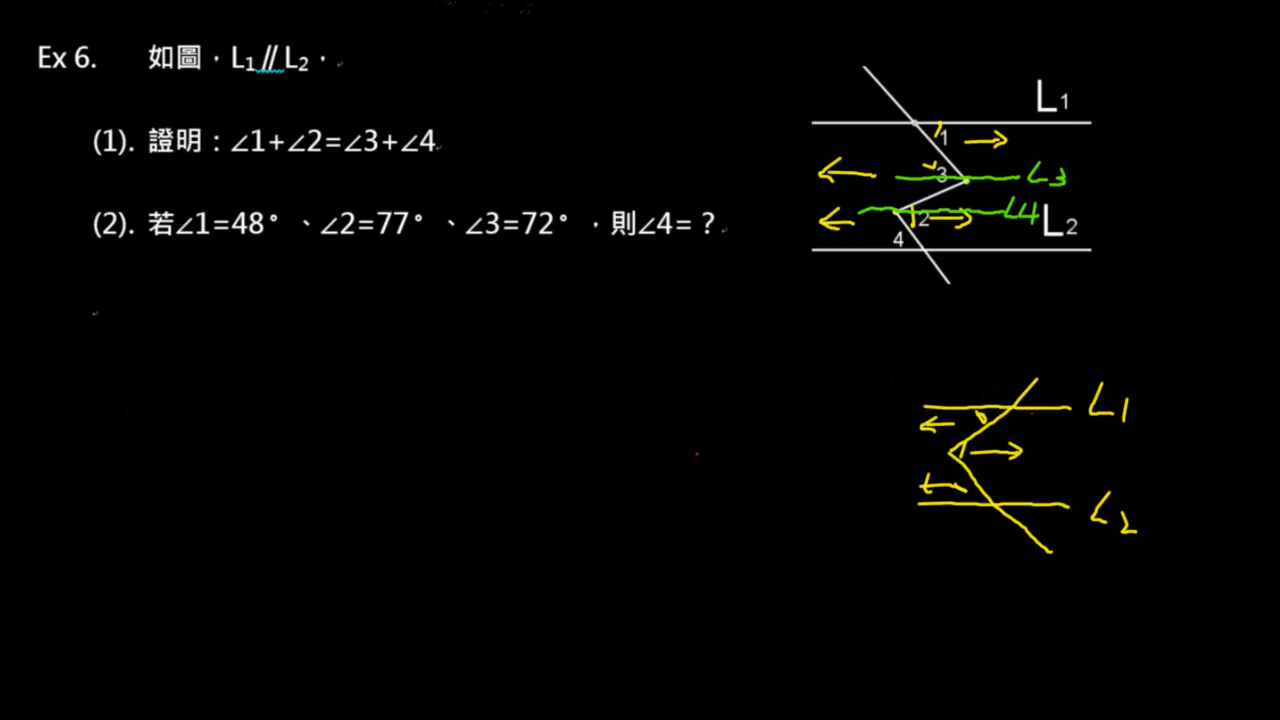 Ex 6. 如圖，L₁∥L₂，
(1). 證明：∠1+∠2=∠3+∠4
(2). 若∠1=48°、∠2=77°、∠3=72°，則∠4=？
L1
1
3
L3
2
L4
L2
4
L1
L2